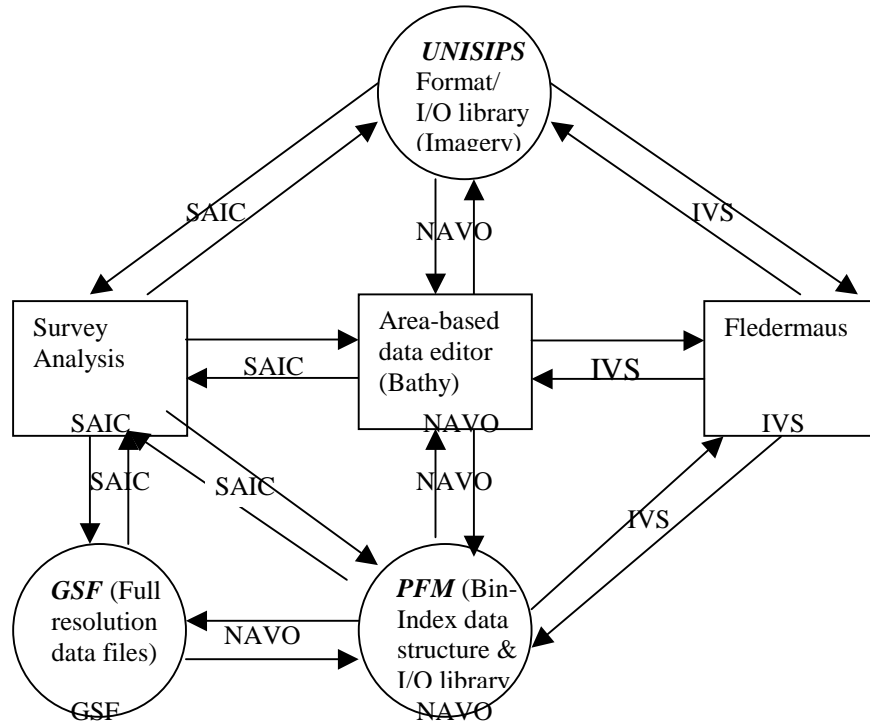 UNISIPS
Format/
I/O library
(Imagery)
SAIC
NAVO
IVS
Survey
Analysis
SAIC
SAIC
Area-based
data editor
(Bathy)
NAVO
IVS
Fledermaus
IVS
SAIC
SAIC
NAVO
IVS
GSF (Full
resolution
data files)
GSF
NAVO
PFM (Bin-
Index data
structure &
I/O library
NAVO